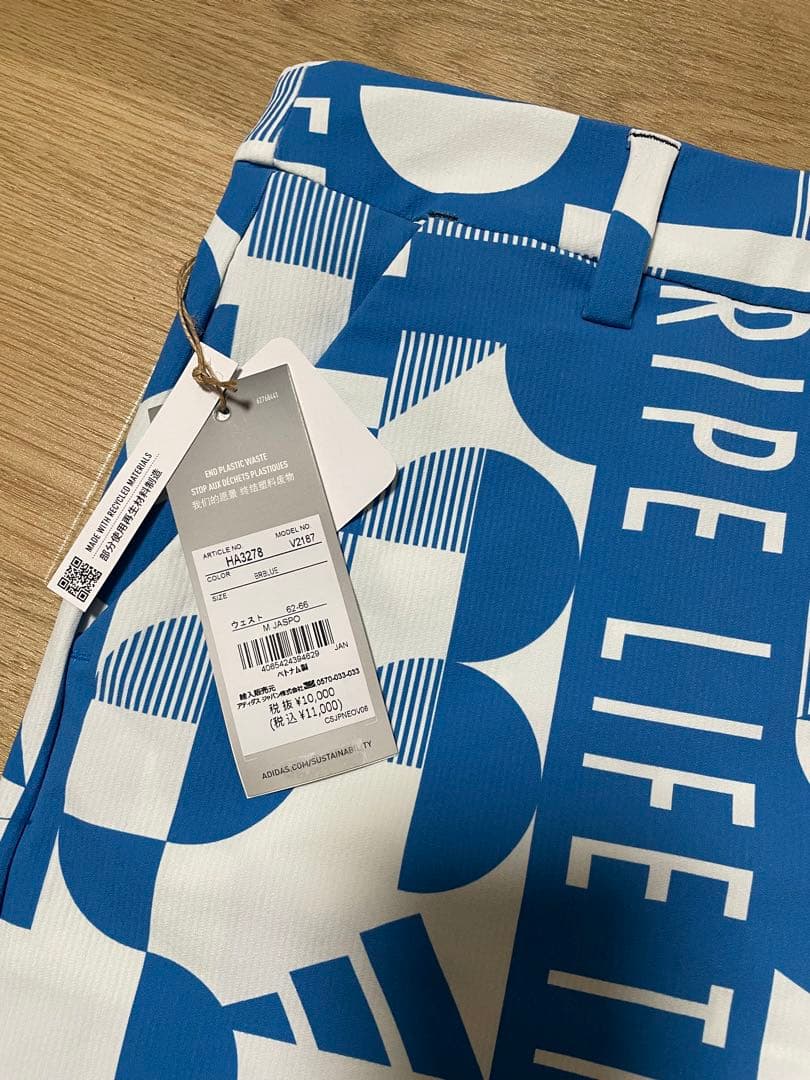 62768441
END PLASTIC WASTE
STOP AUX DÉCHETS PLASTIQUES
我们的愿景 终结塑料废物
MADE WITH RECYCLED MATERIALS
部分使用再生材料制造
ARTICLE NO. MODEL NO.
HA3278 V2187
COLOR BRBLUE
SIZE
ウェスト 62-66
M JASPO
JAN
4065424394629
ベトナム製
輸入販売元
アディダス ジャパン株式会社 0570-033-033
税抜 ¥10,000
(税込 ¥11,000)
CSJPNEOV08
ADIDAS.COM/SUSTAINABILITY
RIPE LIFETI